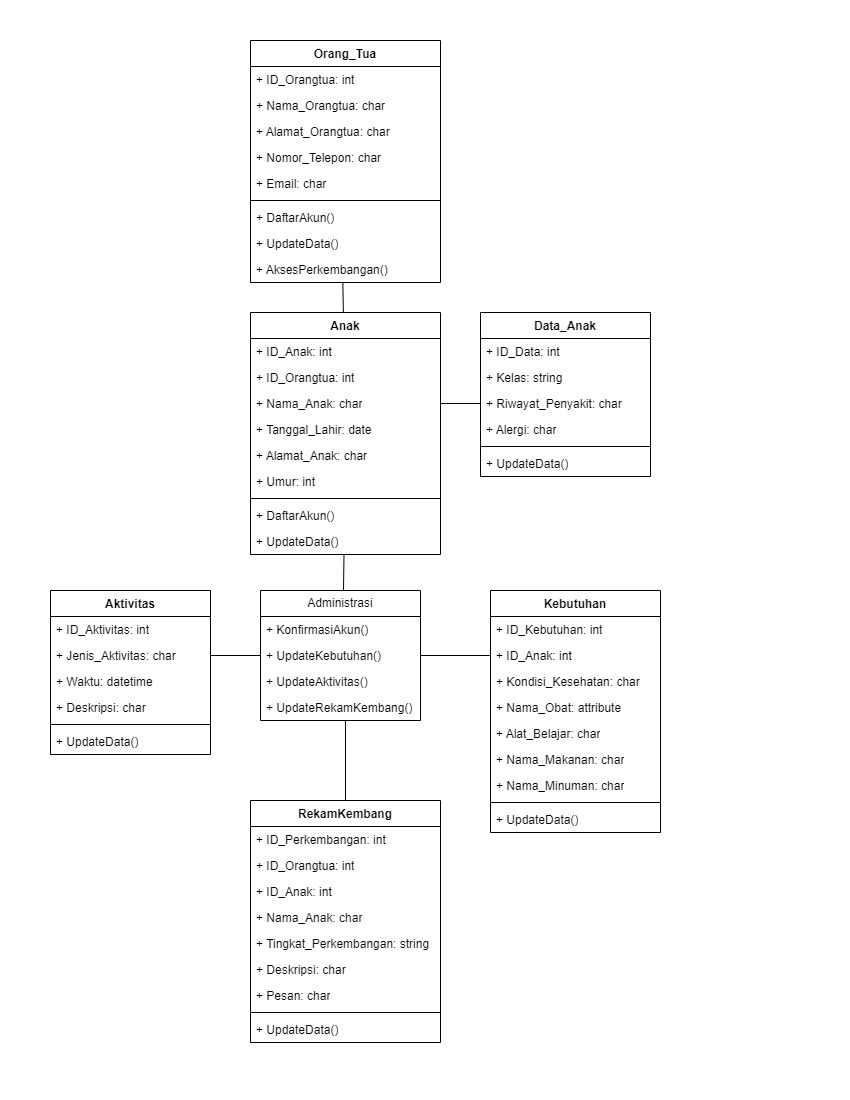 Orang_Tua
+ ID_Orangtua: int
+ Nama_Orangtua: char
+ Alamat_Orangtua: char
+ Nomor_Telepon: char
+ Email: char
+ DaftarAkun()
+ UpdateData()
+ AksesPerkembangan()
Anak
+ ID_Anak: int
+ ID_Orangtua: int
+ Nama_Anak: char
+ Tanggal_Lahir: date
+ Alamat_Anak: char
+ Umur: int
+ DaftarAkun()
+ UpdateData()
Data_Anak
+ ID_Data: int
+ Kelas: string
+ Riwayat_Penyakit: char
+ Alergi: char
+ UpdateData()
Aktivitas
+ ID_Aktivitas: int
+ Jenis_Aktivitas: char
+ Waktu: datetime
+ Deskripsi: char
+ UpdateData()
Administrasi
+ KonfirmasiAkun()
+ UpdateKebutuhan()
+ UpdateAktivitas()
+ UpdateRekamKembang()
Kebutuhan
+ ID_Kebutuhan: int
+ ID_Anak: int
+ Kondisi_Kesehatan: char
+ Nama_Obat: attribute
+ Alat_Belajar: char
+ Nama_Makanan: char
+ Nama_Minuman: char
+ UpdateData()
RekamKembang
+ ID_Perkembangan: int
+ ID_Orangtua: int
+ ID_Anak: int
+ Nama_Anak: char
+ Tingkat_Perkembangan: string
+ Deskripsi: char
+ Pesan: char
+ UpdateData()